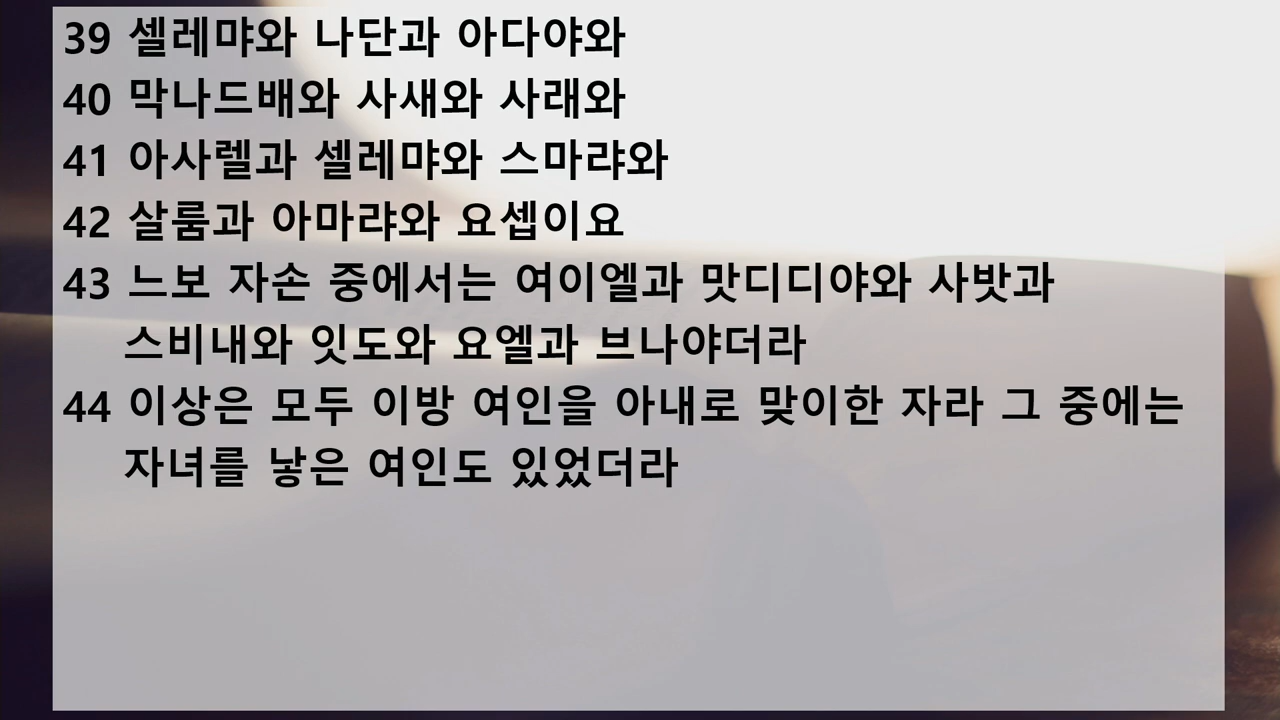 39 셀레먀와 나단과 아다야와
40 막나드배와 사새와 사래와
41 아사렐과 셀레먀와 스마랴와
42 살룸과 아마랴와 요셉이요
43 느보 자손 중에서는 여이엘과 맛디디야와 사밧과
스비내와 잇도와 요엘과 브나야더라
44 이상은 모두 이방 여인을 아내로 맞이한 자라 그 중에는
자녀를 낳은 여인도 있었더라